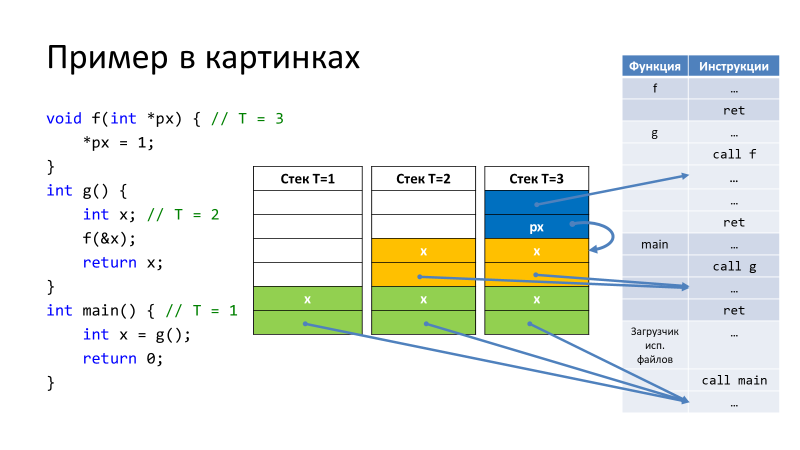 Пример в картинках
void f(int *px) { // T = 3
*px = 1;
}
int g() {
int x; // T = 2
f(&x);
return x;
}
int main() { // T = 1
int x = g();
return 0;
}
Стек T=1
x
Стек T=2
x
x
Стек T=3
px
x
x
Функция Инструкции
f …
ret
g …
call f
…
…
ret
main …
call g
…
ret
Загрузчик …
исп.
файлов
call main
…